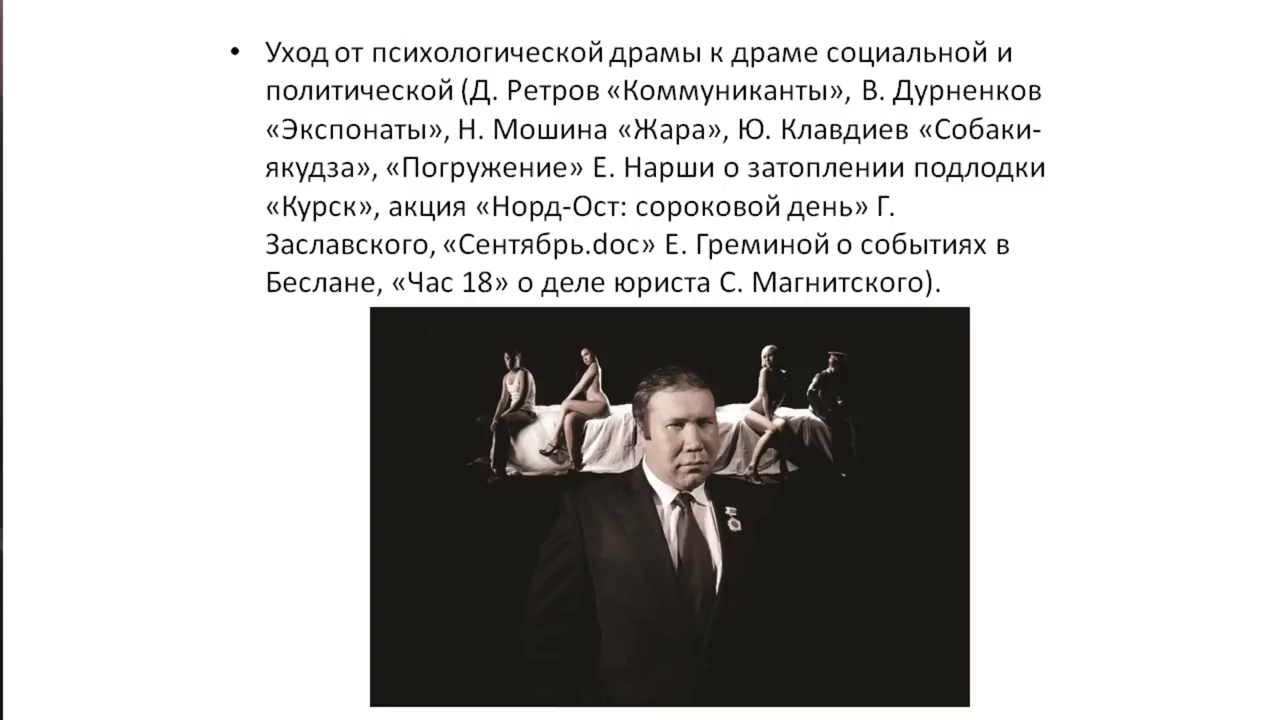 • Уход от психологической драмы к драме социальной и
политической (Д. Ретров «Коммуниканты», В. Дурненков
«Экспонаты», Н. Мошина «Жара», Ю. Клавдиев «Собаки-
якудза», «Погружение» Е. Нарши о затоплении подлодки
«Курск», акция «Норд-Ост: сороковой день» Г.
Заславского, «Сентябрь.doc» Е. Греминой о событиях в
Беслане, «Час 18» о деле юриста С. Магнитского).